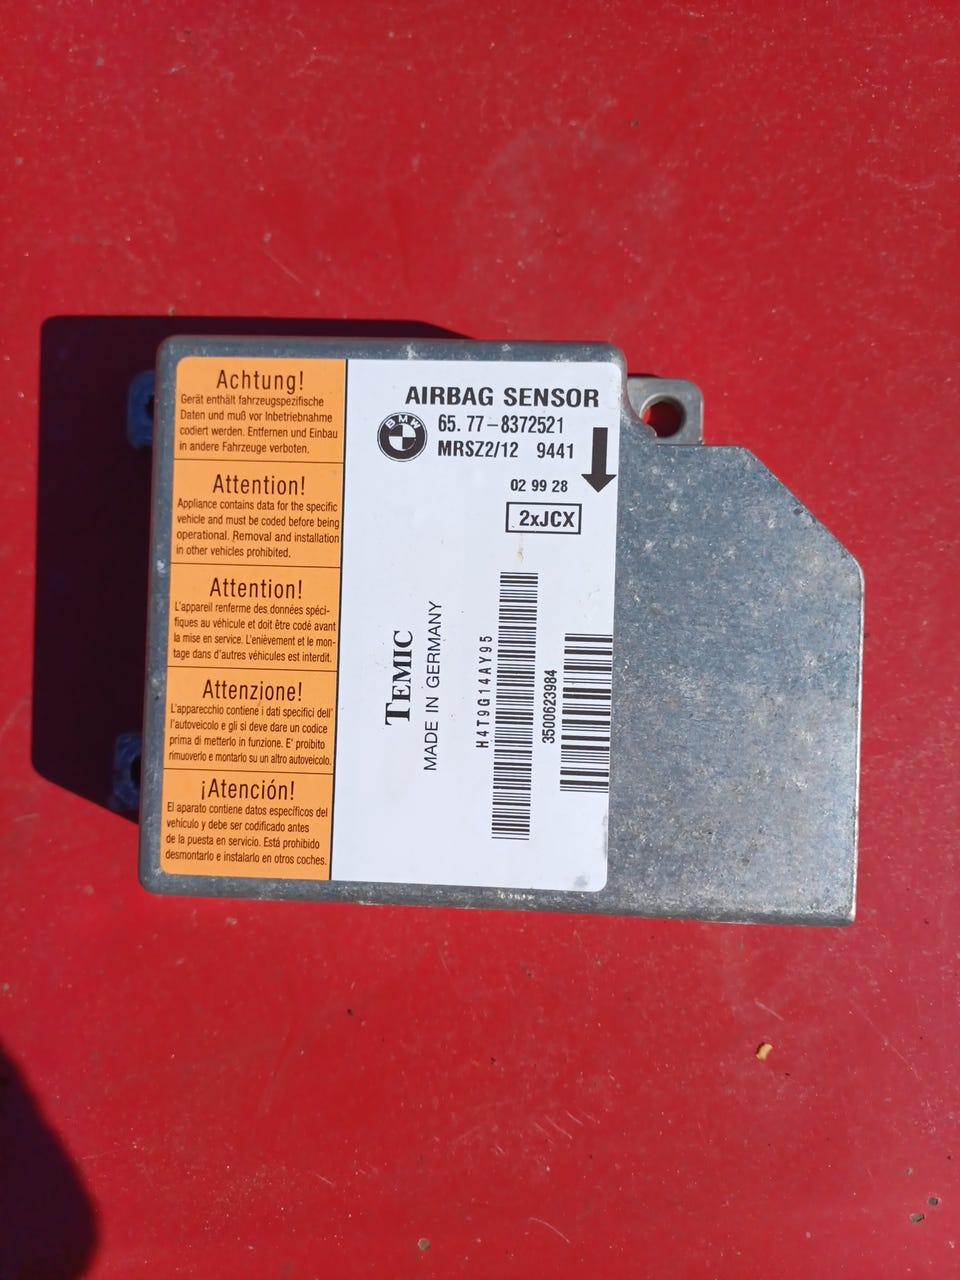 Achtung!
Gerät enthält fahrzeugspezifische
Daten und muß vor Inbetriebnahme
codiert werden. Entfernen und Einbau
in andere Fahrzeuge verboten.
Attention!
Appliance contains data for the specific
vehicle and must be coded before being
operational. Removal and installation
in other vehicles prohibited.
Attention!
L'appareil renferme des données spéci-
fiques au véhicule et doit être codé avant
la mise en service. L'enièvement et le mon-
tage dans d'autres véhicules est interdit.
Attenzione!
L'apparecchio contiene i dati specifici dell'
l'autoveicolo e gli si deve dare un codice
prima di metterlo in funzione. E' proibito
rimuoverlo e montarlo su un altro autoveicolo.
¡Atención!
El aparato contiene datos específicos del
vehículo y debe ser codificado antes
de la puesta en servicio. Está prohibido
desmontarlo e instalarlo en otros coches.
AIRBAG SENSOR
BMW
65. 77-8372521
MRSZ2/12 9441
02 99 28
2xJCX
TEMIC
MADE IN GERMANY
H4T9G14AY95
3500623984